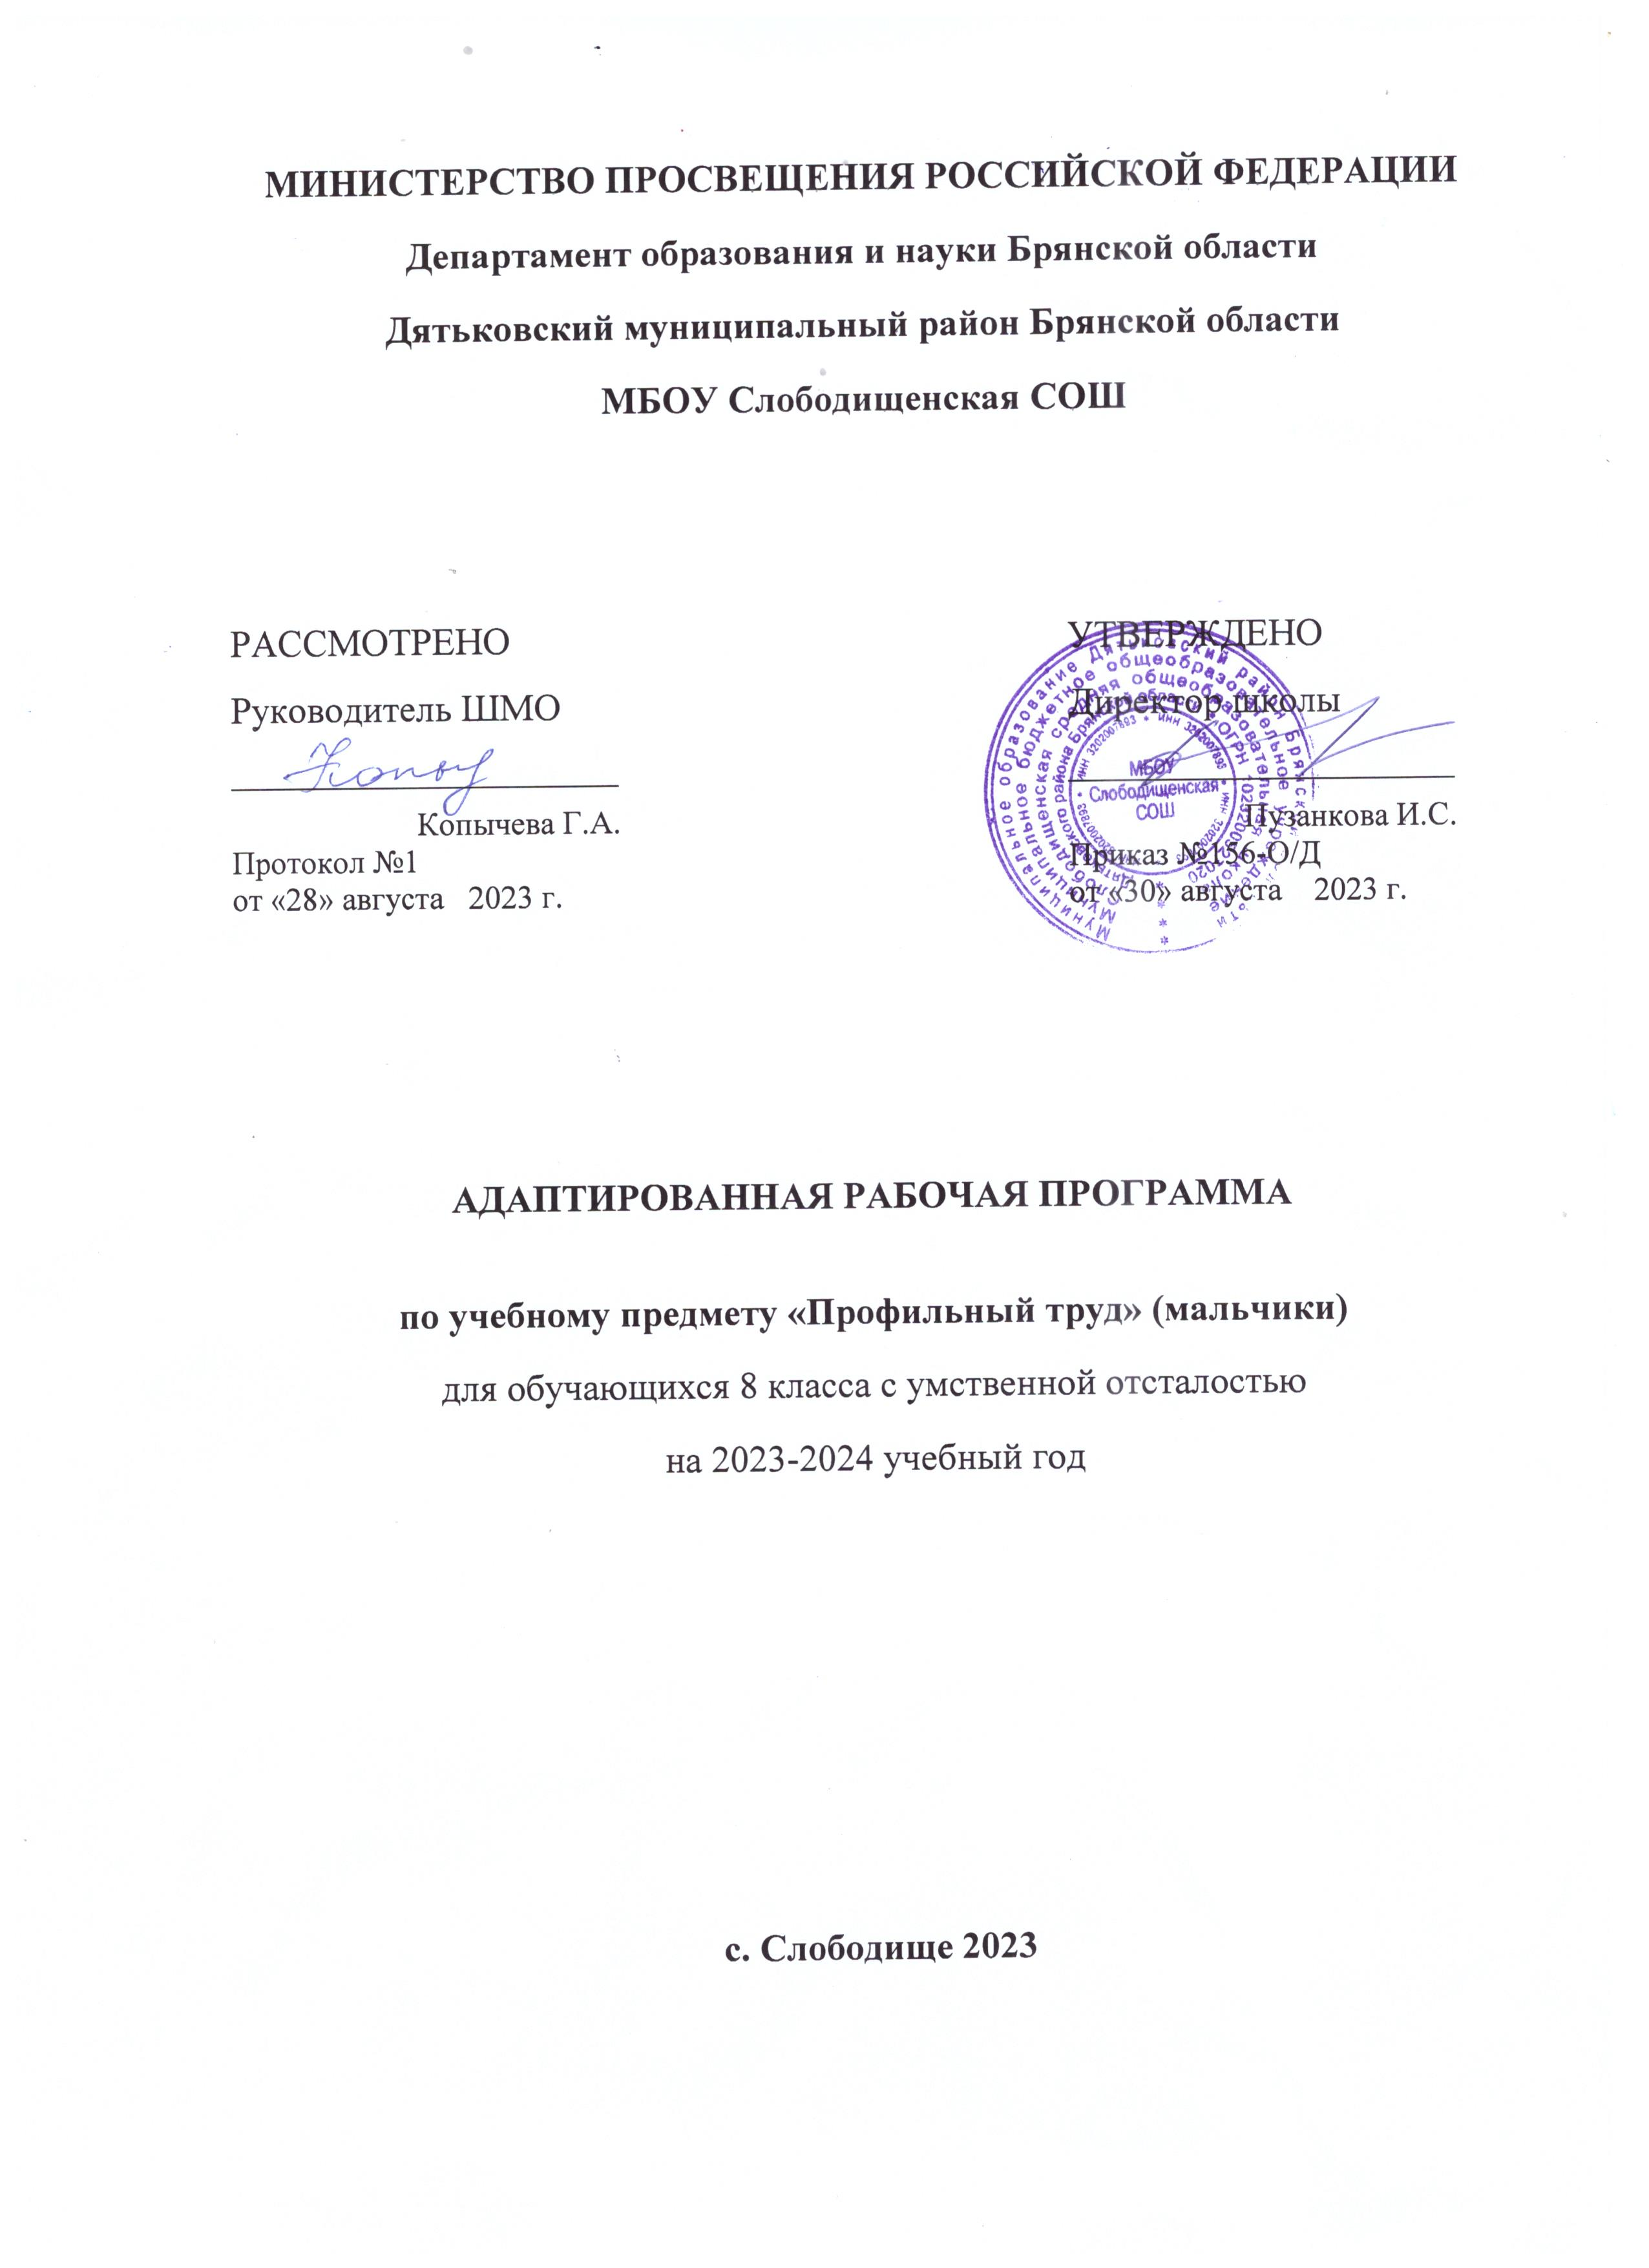 МИНИСТЕРСТВО ПРОСВЕЩЕНИЯ РОССИЙСКОЙ ФЕДЕРАЦИИ
Департамент образования и науки Брянской области
Дятьковский муниципальный район Брянской области
МБОУ Слободищенская СОШ
РАССМОТРЕНО
Руководитель ШМО
Копычева Г.А.
Протокол №1
от «28» августа 2023 г.
УТВЕРЖДЕНО
Директор школы
Пузанкова И.С.
Приказ №156-О/Д
от «30» августа 2023 г.
МБОУ
Слободищенская
СОШ
АДАПТИРОВАННАЯ РАБОЧАЯ ПРОГРАММА
по учебному предмету «Профильный труд» (мальчики)
для обучающихся 8 класса с умственной отсталостью
на 2023-2024 учебный год
с. Слободище 2023